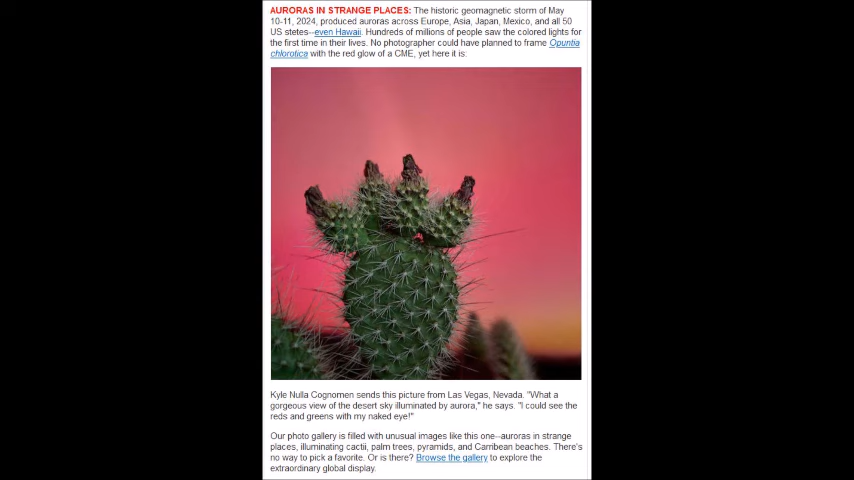 AURORAS IN STRANGE PLACES: The historic geomagnetic storm of May
10-11, 2024, produced auroras across Europe, Asia, Japan, Mexico, and all 50
US stetes--even Hawaii. Hundreds of millions of people saw the colored lights for
the first time in their lives. No photographer could have planned to frame Opuntia
chlorotica with the red glow of a CME, yet here it is:
Kyle Nulla Cognomen sends this picture from Las Vegas, Nevada. "What a
gorgeous view of the desert sky illuminated by aurora," he says. "I could see the
reds and greens with my naked eye!"
Our photo gallery is filled with unusual images like this one--auroras in strange
places, illuminating cactii, palm trees, pyramids, and Carribean beaches. There's
no way to pick a favorite. Or is there? Browse the gallery to explore the
extraordinary global display.